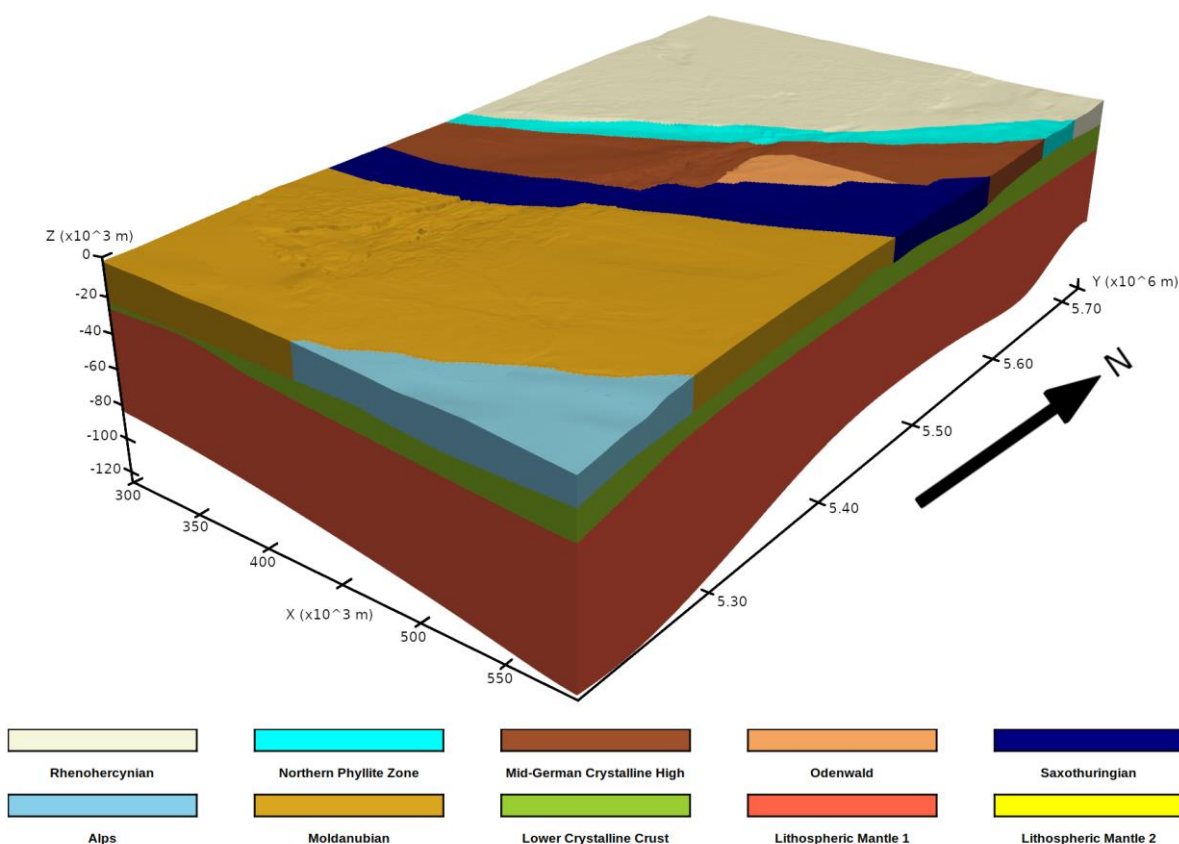 Z (x10^3 m)
0
-20
-40
-60
-80
-100
-120
300
350
400
X (x10^3 m)
500
550
Y (x10^6 m)
5.70
5.60
5.50
5.40
5.30
N
Rhenohercynian
Northern Phyllite Zone
Mid-German Crystalline High
Odenwald
Saxothuringian
Alps
Moldanubian
Lower Crystalline Crust
Lithospheric Mantle 1
Lithospheric Mantle 2